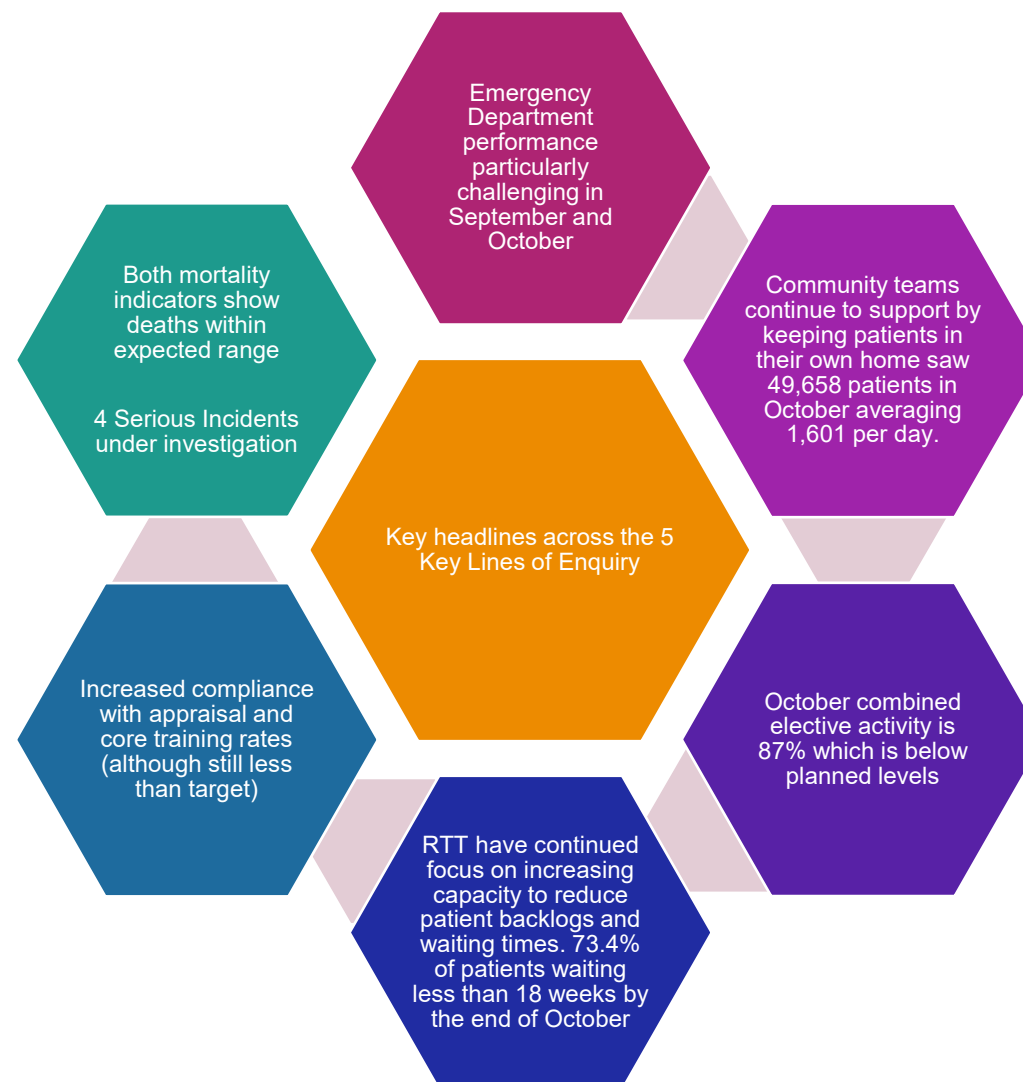 Emergency
Department
performance
particularly
challenging in
September and
October
Community teams
continue to support by
keeping patients in
their own home saw
49,658 patients in
October averaging
1,601 per day.
October combined
elective activity is
87% which is below
planned levels
RTT have continued
focus on increasing
capacity to reduce
patient backlogs and
waiting times. 73.4%
of patients waiting
less than 18 weeks by
the end of October
Increased compliance
with appraisal and
core training rates
(although still less
than target)
Both mortality
indicators show
deaths within
expected range
4 Serious Incidents
under investigation
Key headlines across the 5
Key Lines of Enquiry